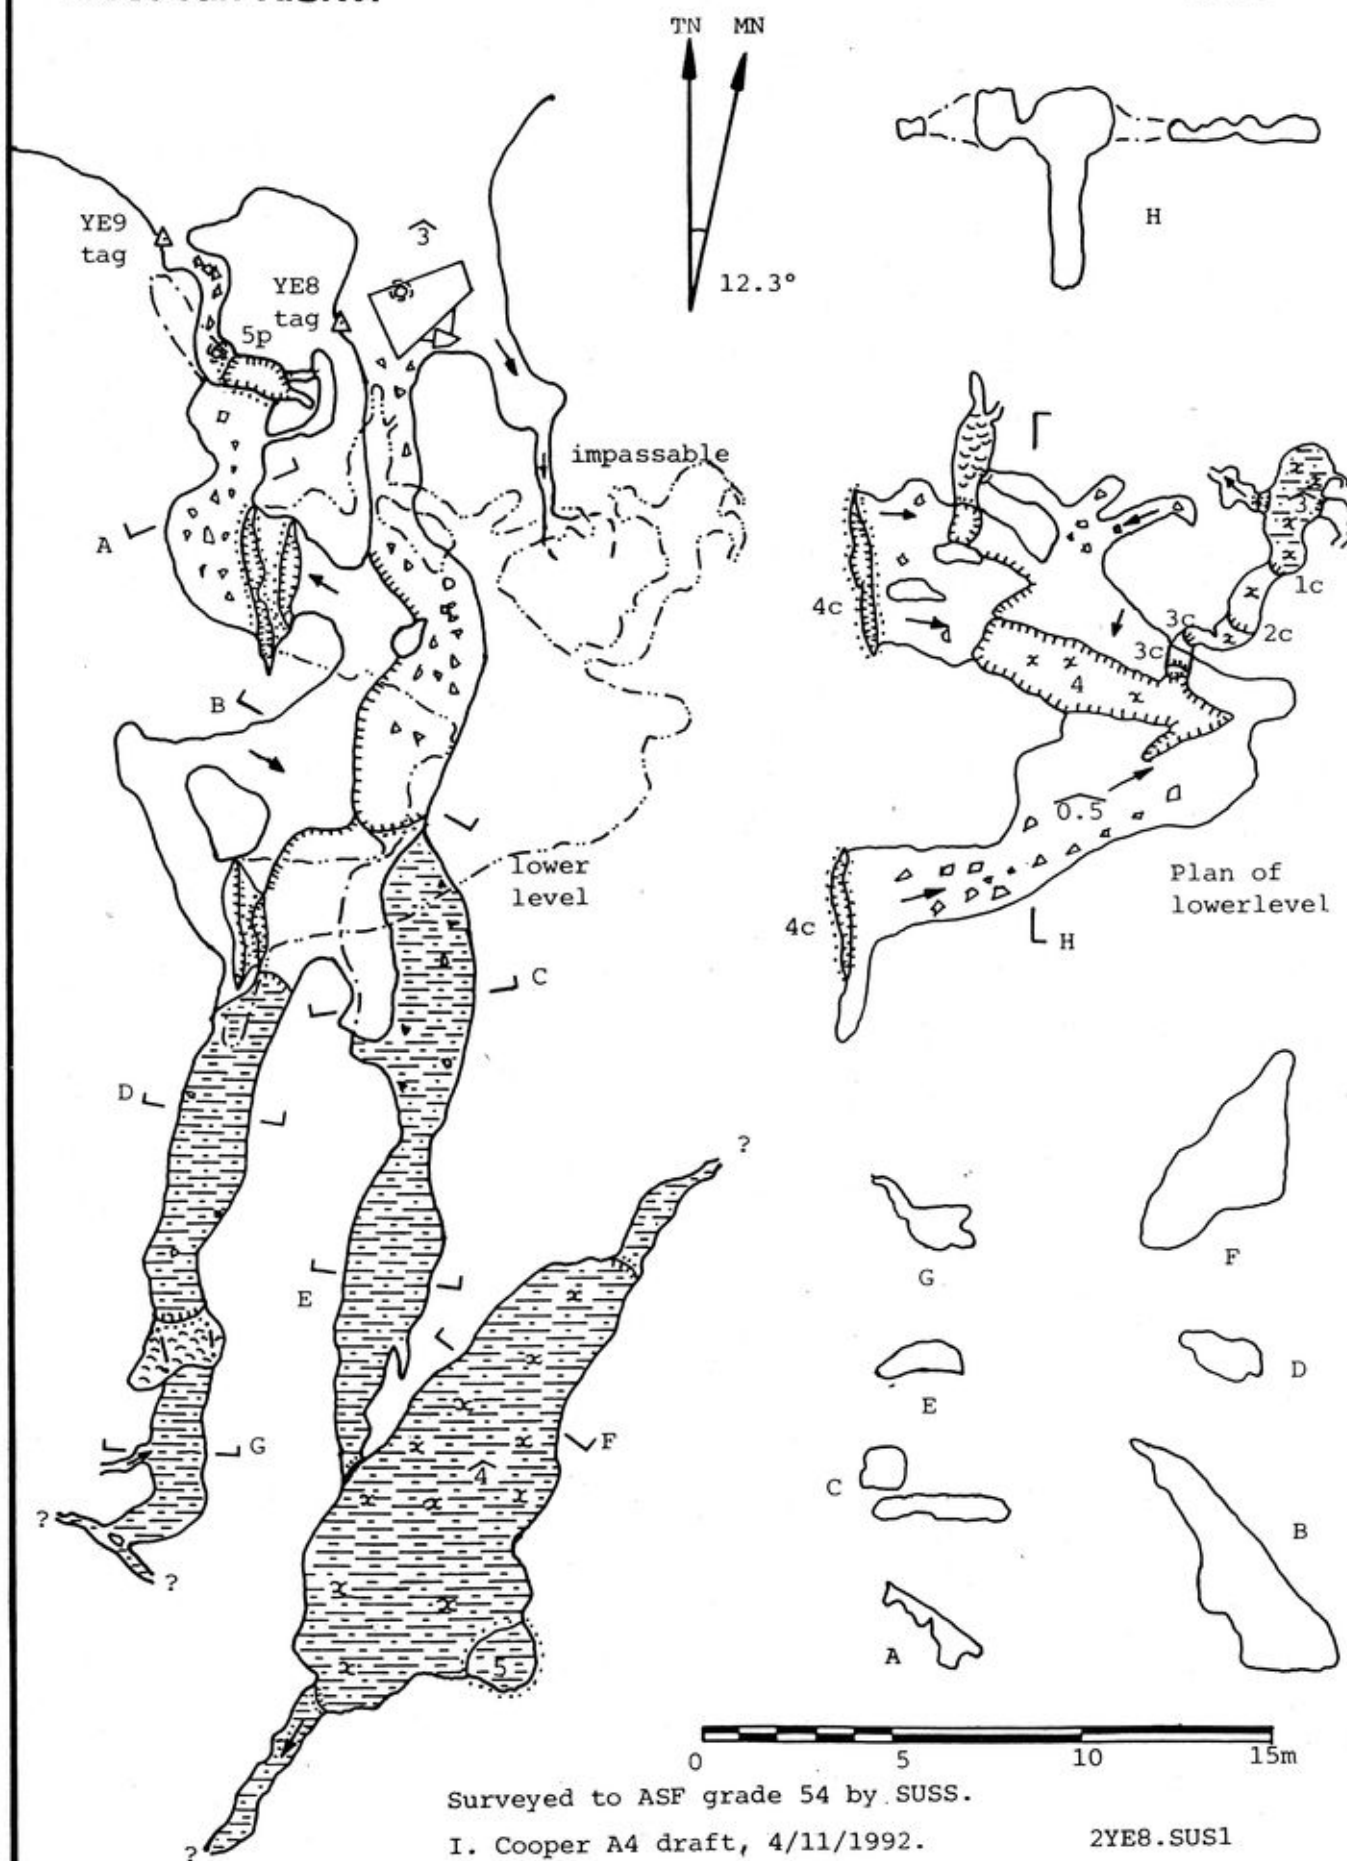 TN MN
12.3°
YE9
tag
3
YE8
tag
5p
H
impassable
A
B
lower
level
C
D
E
F
G
4
5
?
?
?
?
4c
3
1c
2c
3c
3c
4
0.5
4c
Plan of
lowerlevel
H
G
F
E
D
C
B
A
0 5 10 15m
Surveyed to ASF grade 54 by SUSS.
I. Cooper A4 draft, 4/11/1992.
2YE8.SUS1